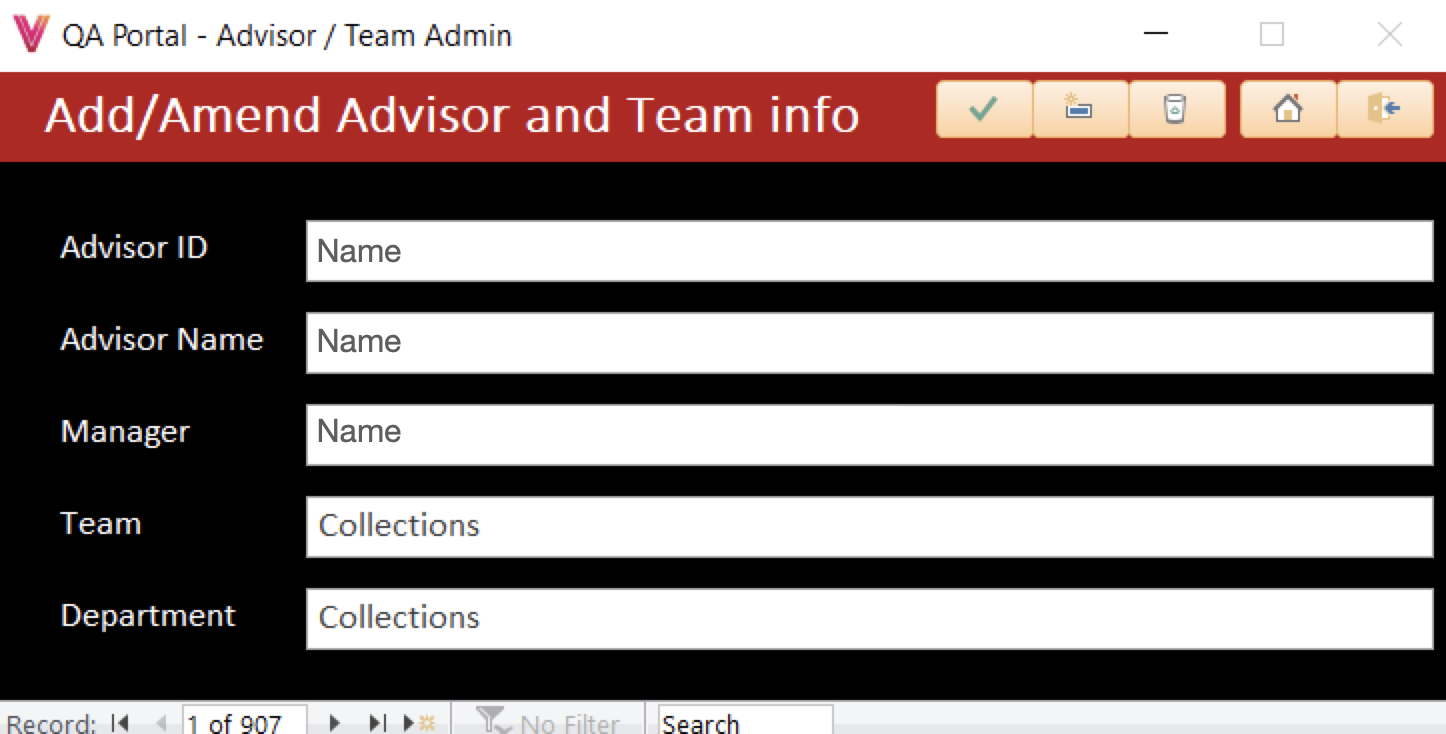 QA Portal - Advisor / Team Admin
Add/Amend Advisor and Team info
Advisor ID Name
Advisor Name Name
Manager Name
Team Collections
Department Collections
Record: 1 of 907 No Filter Search